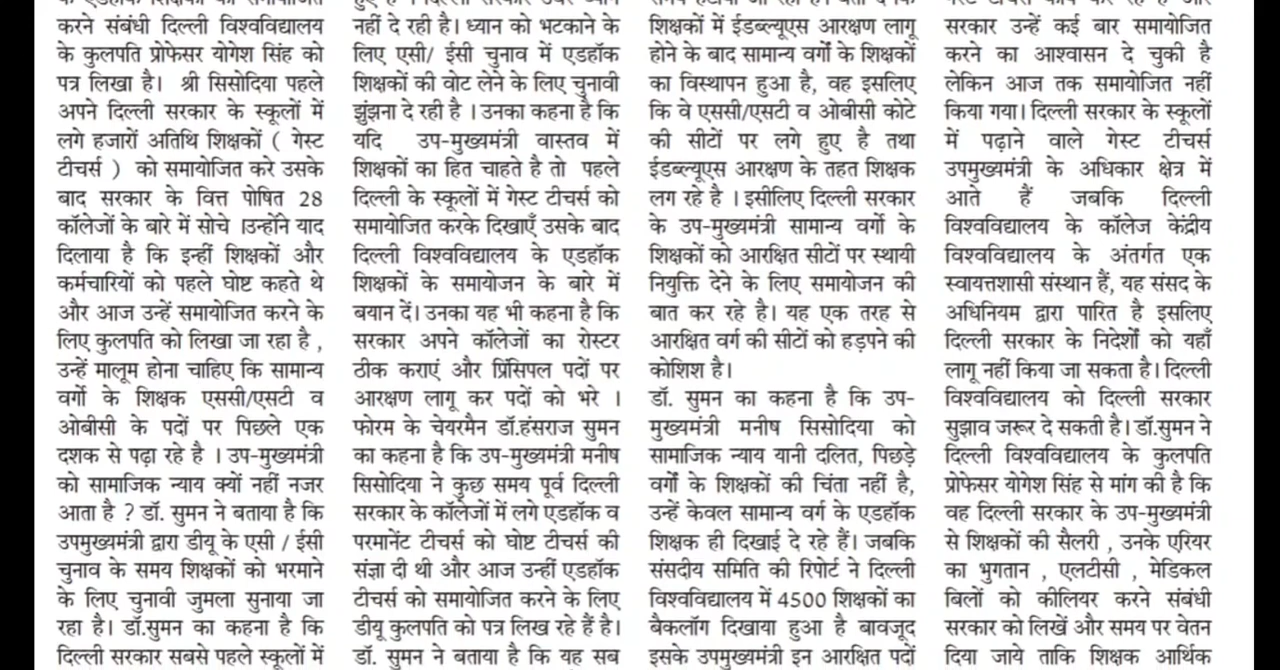 करने संबंधी दिल्ली विश्वविद्यालय
के कुलपति प्रोफेसर योगेश सिंह को
पत्र लिखा है। श्री सिसोदिया पहले
अपने दिल्ली सरकार के स्कूलों में
लगे हजारों अतिथि शिक्षकों ( गेस्ट
टीचर्स ) को समायोजित करे उसके
बाद सरकार के वित्त पोषित 28
कॉलेजों के बारे में सोचे ।उन्होंने याद
दिलाया है कि इन्हीं शिक्षकों और
कर्मचारियों को पहले घोष्ट कहते थे
और आज उन्हें समायोजित करने के
लिए कुलपति को लिखा जा रहा है ,
उन्हें मालूम होना चाहिए कि सामान्य
वर्गो के शिक्षक एससी/एसटी व
ओबीसी के पदों पर पिछले एक
दशक से पढ़ा रहे है । उप-मुख्यमंत्री
को सामाजिक न्याय क्यों नहीं नजर
आता है ? डॉ. सुमन ने बताया है कि
उपमुख्यमंत्री द्वारा डीयू के एसी / ईसी
चुनाव के समय शिक्षकों को भरमाने
के लिए चुनावी जुमला सुनाया जा
रहा है। डॉ.सुमन का कहना है कि
दिल्ली सरकार सबसे पहले स्कूलों में
नहीं दे रही है। ध्यान को भटकाने के
लिए एसी/ ईसी चुनाव में एडहॉक
शिक्षकों की वोट लेने के लिए चुनावी
झुंझना दे रही है । उनका कहना है कि
यदि उप-मुख्यमंत्री वास्तव में
शिक्षकों का हित चाहते है तो पहले
दिल्ली के स्कूलों में गेस्ट टीचर्स को
समायोजित करके दिखाएँ उसके बाद
दिल्ली विश्वविद्यालय के एडहॉक
शिक्षकों के समायोजन के बारे में
बयान दें। उनका यह भी कहना है कि
सरकार अपने कॉलेजों का रोस्टर
ठीक कराएं और प्रिंसिपल पदों पर
आरक्षण लागू कर पदों को भरे ।
फोरम के चेयरमैन डॉ.हंसराज सुमन
का कहना है कि उप-मुख्यमंत्री मनीष
सिसोदिया ने कुछ समय पूर्व दिल्ली
सरकार के कॉलेजों में लगे एडहॉक व
परमानेंट टीचर्स को घोष्ट टीचर्स की
संज्ञा दी थी और आज उन्हीं एडहॉक
टीचर्स को समायोजित करने के लिए
डीयू कुलपति को पत्र लिख रहे हैं है।
डॉ. सुमन ने बताया है कि यह सब
शिक्षकों में ईडब्ल्यूएस आरक्षण लागू
होने के बाद सामान्य वर्गों के शिक्षकों
का विस्थापन हुआ है, वह इसलिए
कि वे एससी/एसटी व ओबीसी कोटे
की सीटों पर लगे हुए है तथा
ईडब्ल्यूएस आरक्षण के तहत शिक्षक
लग रहे है । इसीलिए दिल्ली सरकार
के उप-मुख्यमंत्री सामान्य वर्गो के
शिक्षकों को आरक्षित सीटों पर स्थायी
नियुक्ति देने के लिए समायोजन की
बात कर रहे है। यह एक तरह से
आरक्षित वर्ग की सीटों को हड़पने की
कोशिश है।
डॉ. सुमन का कहना है कि उप-
मुख्यमंत्री मनीष सिसोदिया को
सामाजिक न्याय यानी दलित, पिछड़े
वर्गों के शिक्षकों की चिंता नहीं है,
उन्हें केवल सामान्य वर्ग के एडहॉक
शिक्षक ही दिखाई दे रहे हैं। जबकि
संसदीय समिति की रिपोर्ट ने दिल्ली
विश्वविद्यालय में 4500 शिक्षकों का
बैकलॉग दिखाया हुआ है बावजूद
इसके उपमुख्यमंत्री इन आरक्षित पदों
सरकार उन्हें कई बार समायोजित
करने का आश्वासन दे चुकी है
लेकिन आज तक समायोजित नहीं
किया गया। दिल्ली सरकार के स्कूलों
में पढ़ाने वाले गेस्ट टीचर्स
उपमुख्यमंत्री के अधिकार क्षेत्र में
आते हैं जबकि दिल्ली
विश्वविद्यालय के कॉलेज केंद्रीय
विश्वविद्यालय के अंतर्गत एक
स्वायत्तशासी संस्थान हैं, यह संसद के
अधिनियम द्वारा पारित है इसलिए
दिल्ली सरकार के निदेर्शों को यहाँ
लागू नहीं किया जा सकता है। दिल्ली
विश्वविद्यालय को दिल्ली सरकार
सुझाव जरूर दे सकती है। डॉ.सुमन ने
दिल्ली विश्वविद्यालय के कुलपति
प्रोफेसर योगेश सिंह से मांग की है कि
वह दिल्ली सरकार के उप-मुख्यमंत्री
से शिक्षकों की सैलरी , उनके एरियर
का भुगतान , एलटीसी , मेडिकल
बिलों को कीलियर करने संबंधी
सरकार को लिखें और समय पर वेतन
दिया जाये ताकि शिक्षक आर्थिक